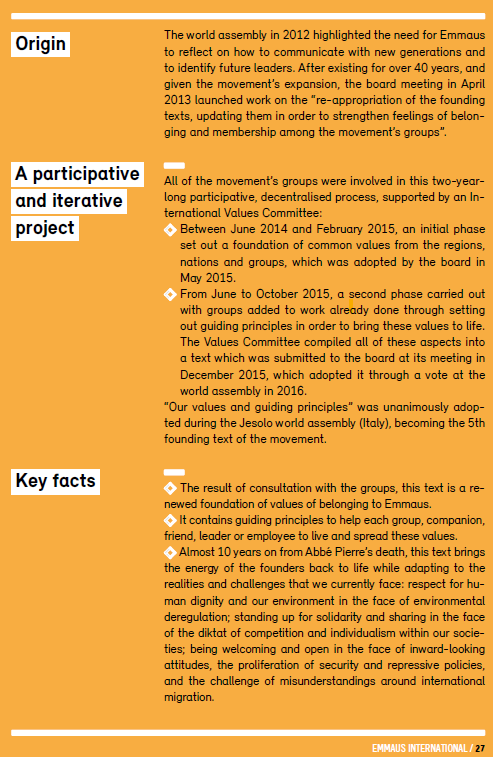 Origin
The world assembly in 2012 highlighted the need for Emmaus
to reflect on how to communicate with new generations and
to identify future leaders. After existing for over 40 years, and
given the movement's expansion, the board meeting in April
2013 launched work on the "re-appropriation of the founding
texts, updating them in order to strengthen feelings of belon-
ging and membership among the movement's groups".
A participative
and iterative
project
All of the movement's groups were involved in this two-year-
long participative, decentralised process, supported by an In-
ternational Values Committee:
Between June 2014 and February 2015, an initial phase
set out a foundation of common values from the regions,
nations and groups, which was adopted by the board in
May 2015.
From June to October 2015, a second phase carried out
with groups added to work already done through setting
out guiding principles in order to bring these values to life.
The Values Committee compiled all of these aspects into
a text which was submitted to the board at its meeting in
December 2015, which adopted it through a vote at the
world assembly in 2016.
"Our values and guiding principles" was unanimously adop-
ted during the Jesolo world assembly (Italy), becoming the 5th
founding text of the movement.
Key facts
The result of consultation with the groups, this text is a re-
newed foundation of values of belonging to Emmaus.
It contains guiding principles to help each group, companion,
friend, leader or employee to live and spread these values.
Almost 10 years on from Abbé Pierre's death, this text brings
the energy of the founders back to life while adapting to the
realities and challenges that we currently face: respect for hu-
man dignity and our environment in the face of environmental
deregulation; standing up for solidarity and sharing in the face
of the diktat of competition and individualism within our socie-
ties; being welcoming and open in the face of inward-looking
attitudes, the proliferation of security and repressive policies,
and the challenge of misunderstandings around international
migration.
EMMAUS INTERNATIONAL / 27